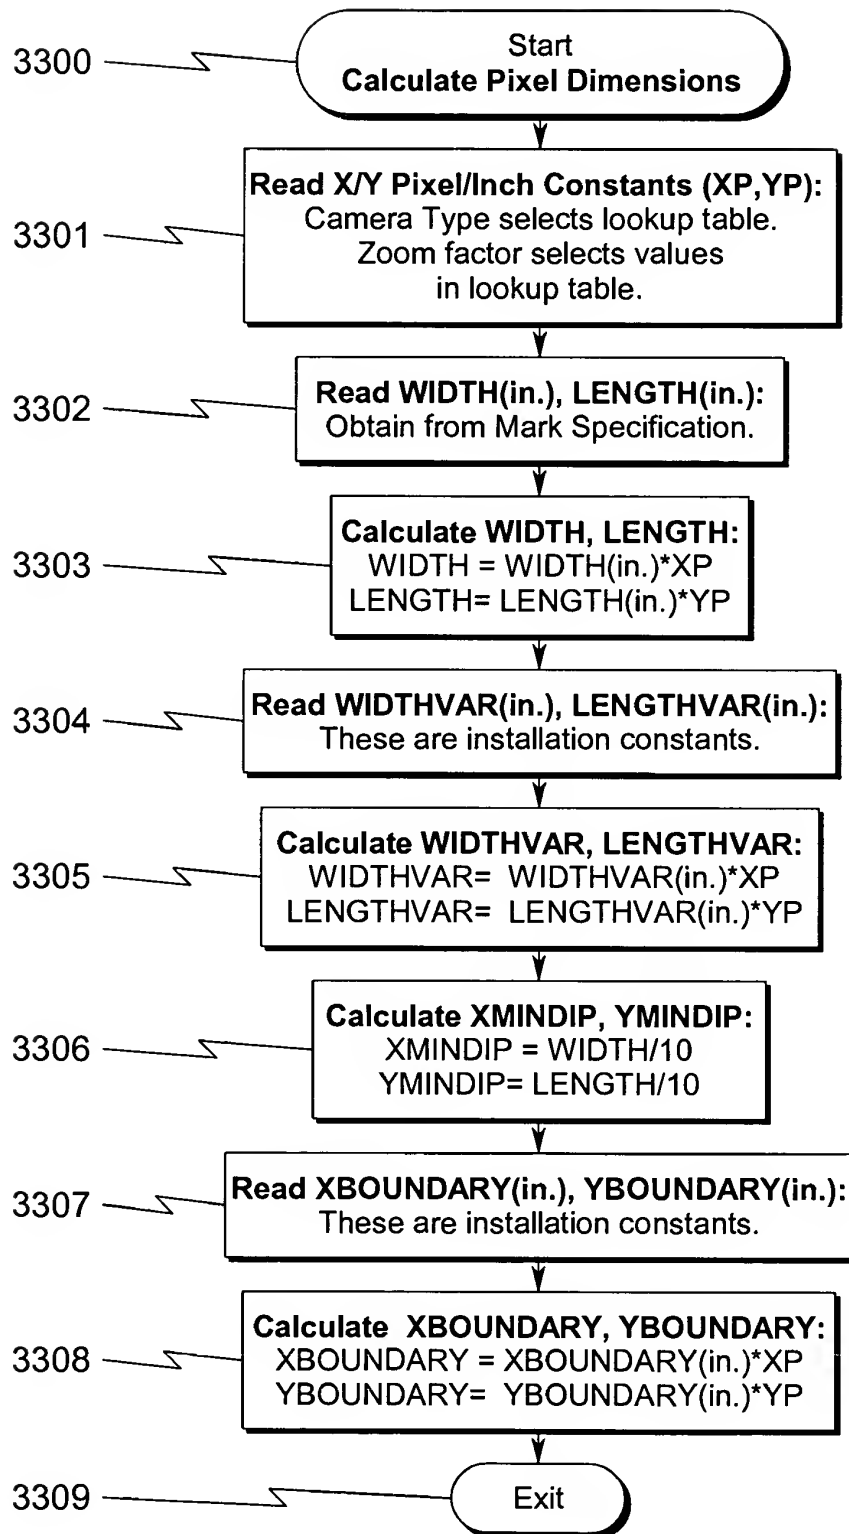 3300
Start
Calculate Pixel Dimensions
3301
Read X/Y Pixel/Inch Constants (XP,YP):
Camera Type selects lookup table.
Zoom factor selects values
in lookup table.
3302
Read WIDTH(in.), LENGTH(in.):
Obtain from Mark Specification.
3303
Calculate WIDTH, LENGTH:
WIDTH = WIDTH(in.)*XP
LENGTH= LENGTH(in.)*YP
3304
Read WIDTHVAR(in.), LENGTHVAR(in.):
These are installation constants.
3305
Calculate WIDTHVAR, LENGTHVAR:
WIDTHVAR= WIDTHVAR(in.)*XP
LENGTHVAR= LENGTHVAR(in.)*YP
3306
Calculate XMINDIP, YMINDIP:
XMINDIP = WIDTH/10
YMINDIP= LENGTH/10
3307
Read XBOUNDARY(in.), YBOUNDARY(in.):
These are installation constants.
3308
Calculate XBOUNDARY, YBOUNDARY:
XBOUNDARY = XBOUNDARY(in.)*XP
YBOUNDARY= YBOUNDARY(in.)*YP
3309
Exit